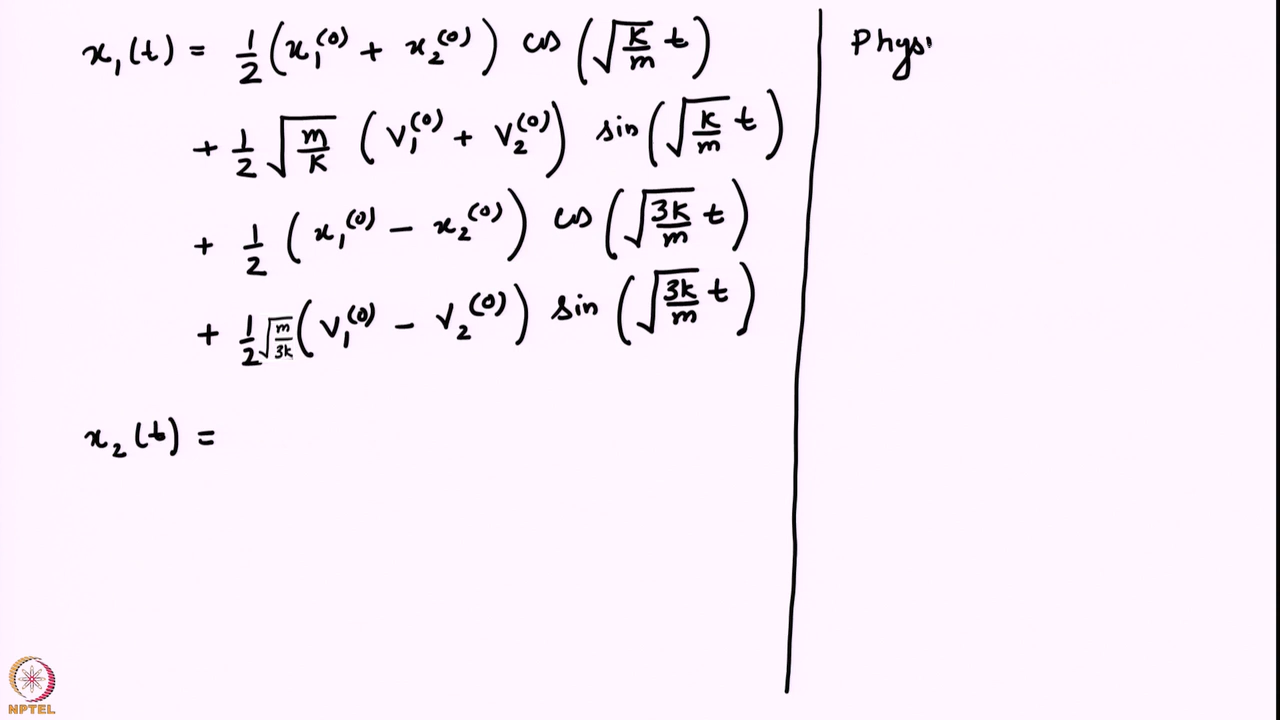 x₁(t) = 1/2 (x₁⁽⁰⁾ + x₂⁽⁰⁾) cos (√(k/m) t)
+ 1/2 √(m/k) (v₁⁽⁰⁾ + v₂⁽⁰⁾) sin (√(k/m) t)
+ 1/2 (x₁⁽⁰⁾ − x₂⁽⁰⁾) cos (√(3k/m) t)
+ 1/2 √(m/3k) (v₁⁽⁰⁾ − v₂⁽⁰⁾) sin (√(3k/m) t)
x₂(t) =
Physi
NPTEL